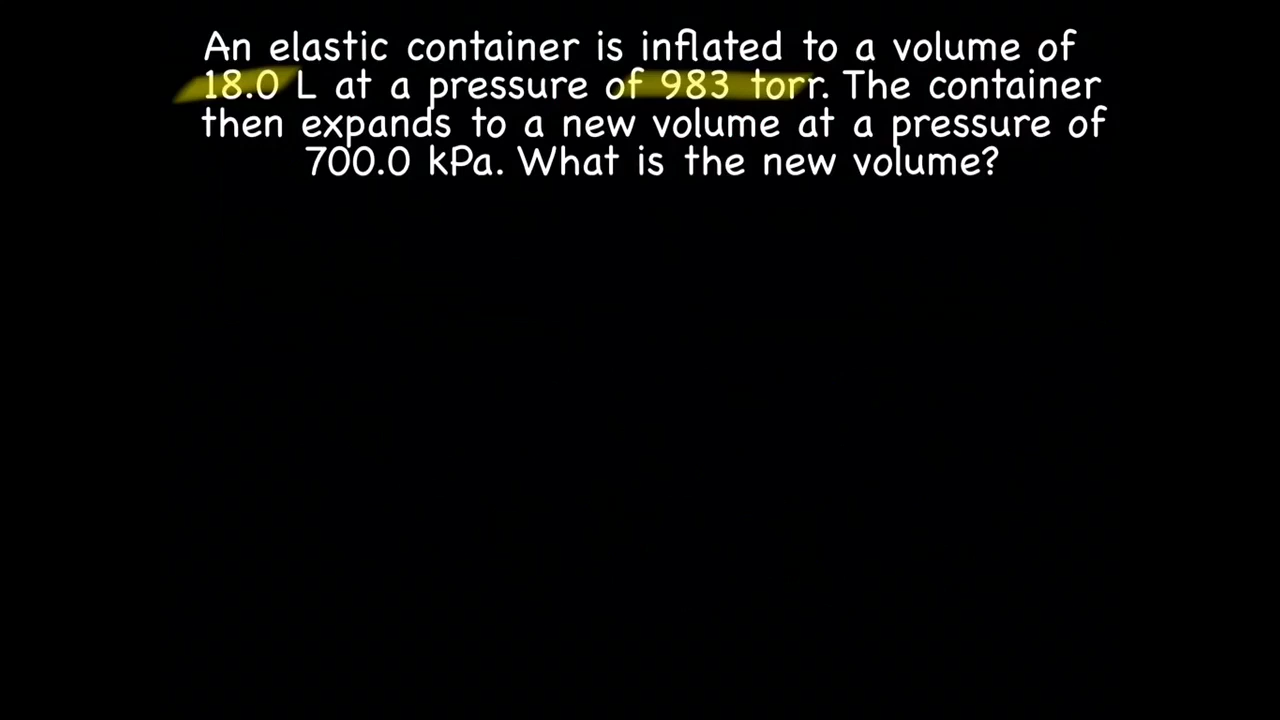 An elastic container is inflated to a volume of
18.0 L at a pressure of 983 torr. The container
then expands to a new volume at a pressure of
700.0 kPa. What is the new volume?